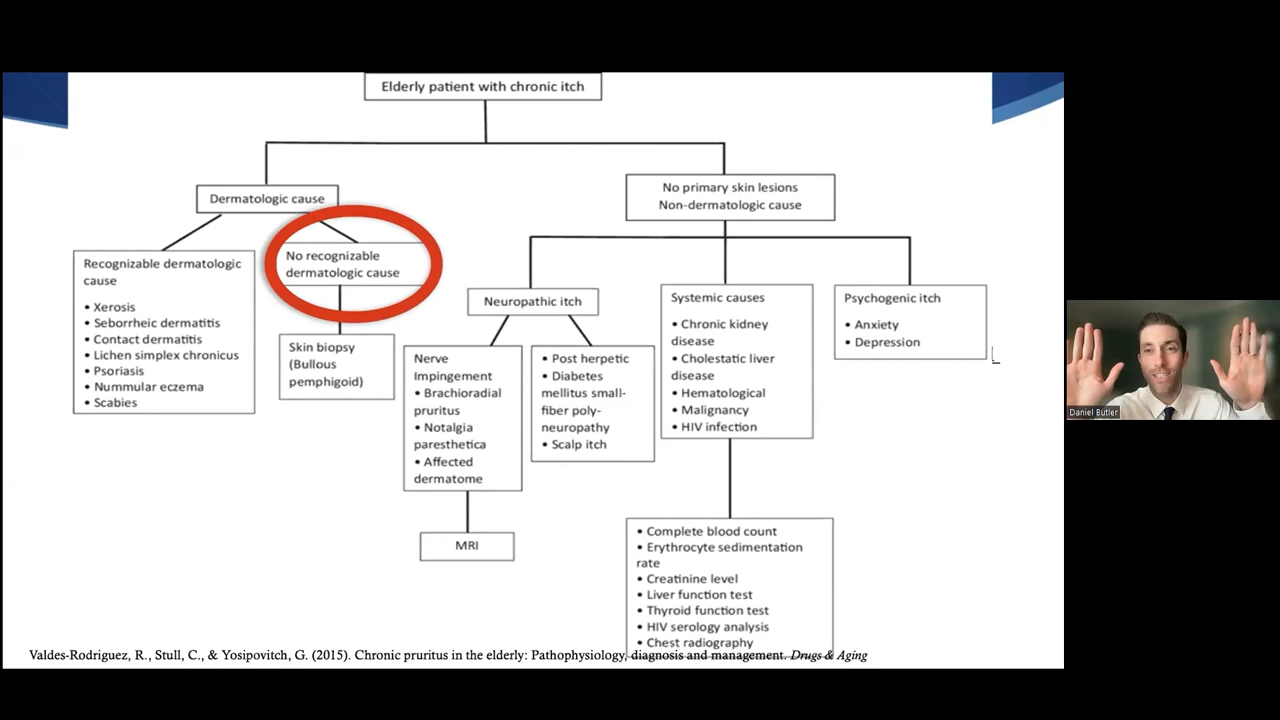 Elderly patient with chronic itch
Dermatologic cause
No primary skin lesions
Non-dermatologic cause
Recognizable dermatologic
cause
• Xerosis
• Seborrheic dermatitis
• Contact dermatitis
• Lichen simplex chronicus
• Psoriasis
• Nummular eczema
• Scabies
No recognizable
dermatologic cause
Skin biopsy
(Bullous
pemphigoid)
Neuropathic itch
Nerve
Impingement
• Brachioradial
pruritus
• Notalgia
paresthetica
• Affected
dermatome
MRI
• Post herpetic
• Diabetes
mellitus small-
fiber poly-
neuropathy
• Scalp itch
Systemic causes
• Chronic kidney
disease
• Cholestatic liver
disease
• Hematological
• Malignancy
• HIV infection
• Complete blood count
• Erythrocyte sedimentation
rate
• Creatinine level
• Liver function test
• Thyroid function test
• HIV serology analysis
• Chest radiography
Psychogenic itch
• Anxiety
• Depression
Valdes-Rodriguez, R., Stull, C., & Yosipovitch, G. (2015). Chronic pruritus in the elderly: Pathophysiology, diagnosis and management. Drugs & Aging
Daniel Butler